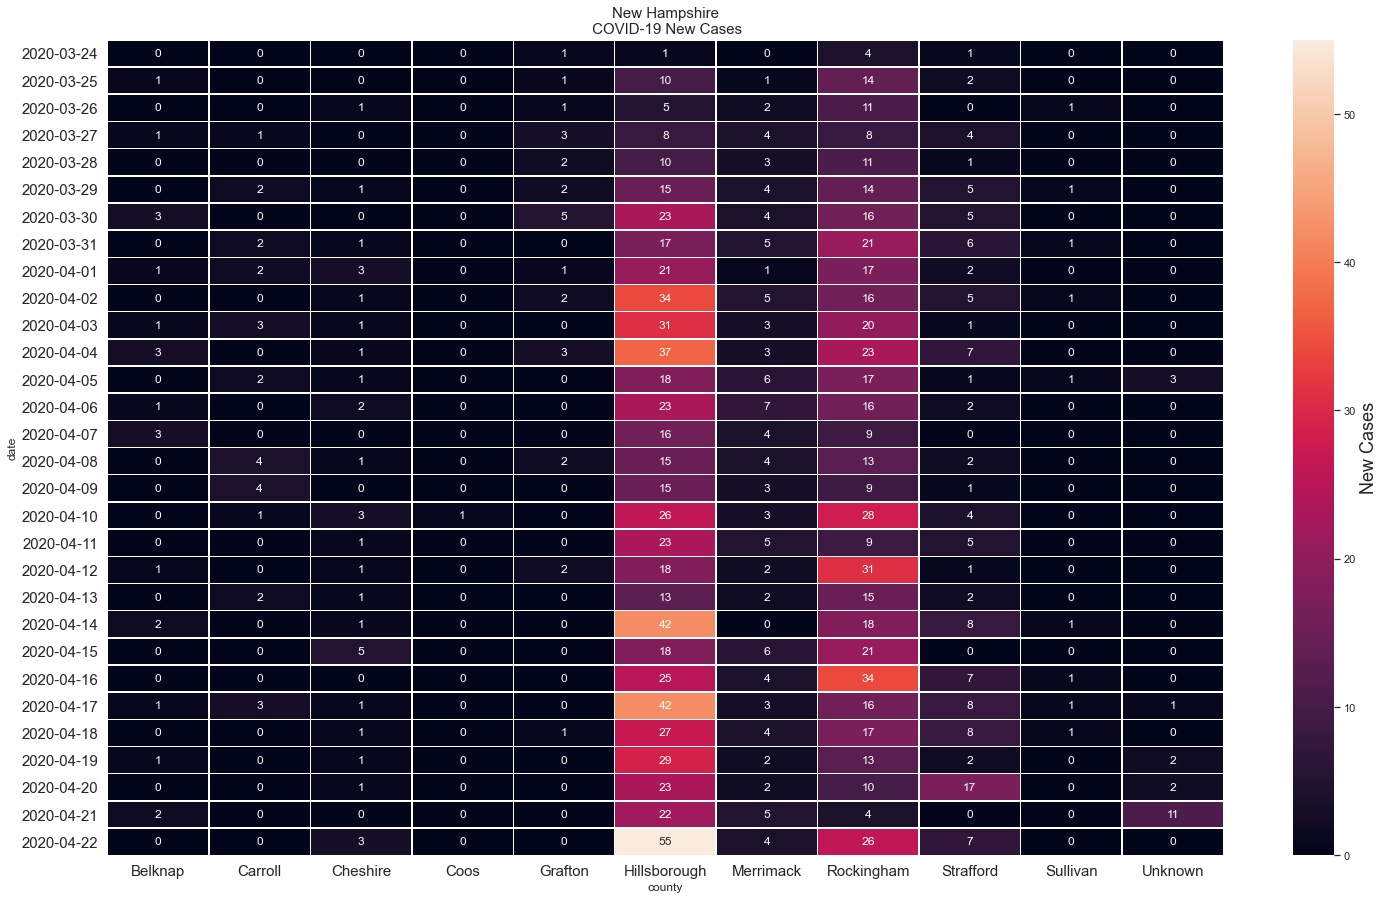 New Hampshire
COVID-19 New Cases
2020-03-24 0 0 0 0 1 1 0 4 1 0 0
2020-03-25 1 0 0 0 1 10 1 14 2 0 0
2020-03-26 0 0 1 0 1 5 2 11 0 1 0
2020-03-27 1 1 0 0 3 8 4 8 4 0 0
2020-03-28 0 0 0 0 2 10 3 11 1 0 0
2020-03-29 0 2 1 0 2 15 4 14 5 1 0
2020-03-30 3 0 0 0 5 23 4 16 5 0 0
2020-03-31 0 2 1 0 0 17 5 21 6 1 0
2020-04-01 1 2 3 0 1 21 1 17 2 0 0
2020-04-02 0 0 1 0 2 34 5 16 5 1 0
2020-04-03 1 3 1 0 0 31 3 20 1 0 0
2020-04-04 3 0 1 0 3 37 3 23 7 0 0
2020-04-05 0 2 1 0 0 18 6 17 1 1 3
2020-04-06 1 0 2 0 0 23 7 16 2 0 0
2020-04-07 3 0 0 0 0 16 4 9 0 0 0
2020-04-08 0 4 1 0 2 15 4 13 2 0 0
2020-04-09 0 4 0 0 0 15 3 9 1 0 0
2020-04-10 0 1 3 1 0 26 3 28 4 0 0
2020-04-11 0 0 1 0 0 23 5 9 5 0 0
2020-04-12 1 0 1 0 2 18 2 31 1 0 0
2020-04-13 0 2 1 0 0 13 2 15 2 0 0
2020-04-14 2 0 1 0 0 42 0 18 8 1 0
2020-04-15 0 0 5 0 0 18 6 21 0 0 0
2020-04-16 0 0 0 0 0 25 4 34 7 1 0
2020-04-17 1 3 1 0 0 42 3 16 8 1 1
2020-04-18 0 0 1 0 1 27 4 17 8 1 0
2020-04-19 1 0 1 0 0 29 2 13 2 0 2
2020-04-20 0 0 1 0 0 23 2 10 17 0 2
2020-04-21 2 0 0 0 0 22 5 4 0 0 11
2020-04-22 0 0 3 0 0 55 4 26 7 0 0
Belknap Carroll Cheshire Coos Grafton Hillsborough Merrimack Rockingham Strafford Sullivan Unknown
county
date
50
40
30
20
10
0
New Cases